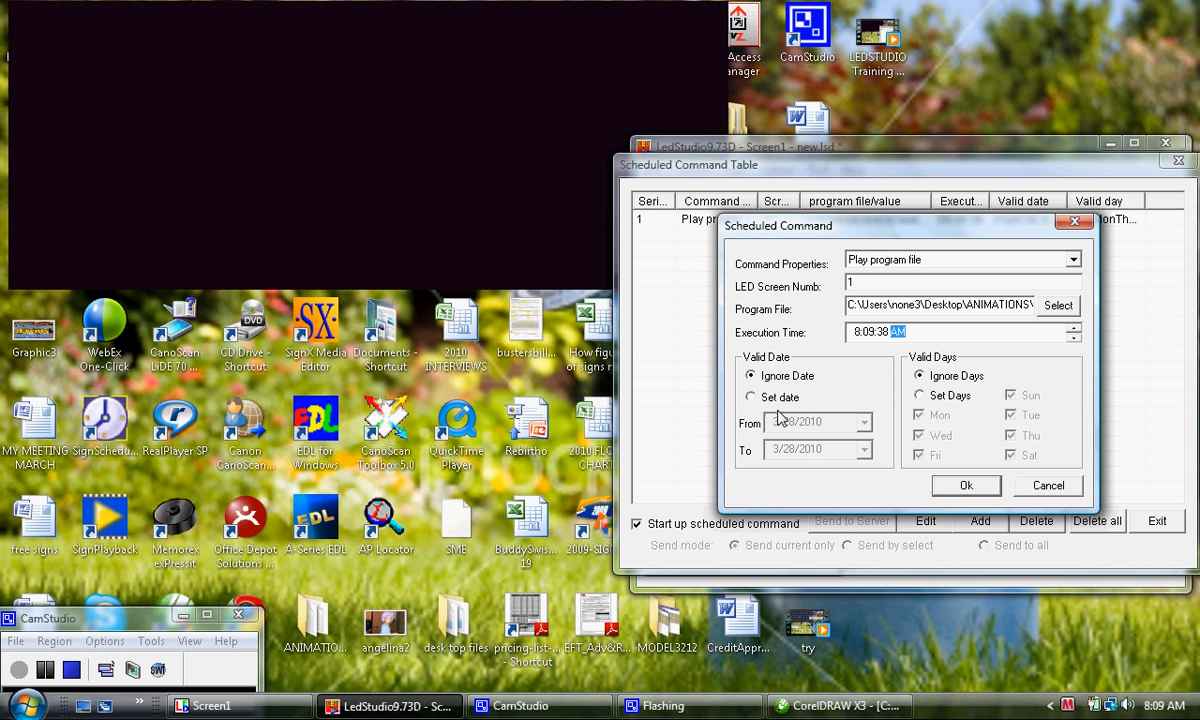 Access
anager
CamStudio
LEDSTUDIO
Training ...
LedStudio9.73D - Screen1 - new.lsd *
Scheduled Command Table
Seri...
Command ...
Scr...
program file/value
Execut...
Valid date
Valid day
1
Play pr
onTh...
Scheduled Command
Command Properties:
Play program file
LED Screen Numb:
1
Program File:
C:\Users\none3\Desktop\ANIMATIONS\
Select
Execution Time:
8:09:38 AM
Valid Date
Ignore Date
Set date
From
3/28/2010
To
3/28/2010
Valid Days
Ignore Days
Set Days
Sun
Mon
Tue
Wed
Thu
Fri
Sat
Ok
Cancel
Start up scheduled command
Send to Server
Edit
Add
Delete
Delete all
Exit
Send mode:
Send current only
Send by select
Send to all
Graphic3
WebEx
One-Click
CanoScan
LiDE 70 ...
CD Drive -
Shortcut
SignX Media
Editor
Documents -
Shortcut
2010
INTERVIEWS
bustersbill...
How figu
of signs r
MY MEETING
MARCH
SignSchedu...
RealPlayer SP
Canon
CanoScan...
EDL for
Windows
CanoScan
Toolbox 5.0
QuickTime
Player
Rebirtho
2010 FLO
CHART
free signs
SignPlayback
Memorex
exPressit
Office Depot
Solutions ...
A-Series EDL
AP Locator
SME
BuddySwis...
19
2009-SIG
ANIMATIO...
angelina2
desk top files
pricing-list-...
- Shortcut
EFT_Adv&R...
MODEL3212
CreditAppr...
try
CamStudio
File
Region
Options
Tools
View
Help
Screen1
LedStudio9.73D - Sc...
CamStudio
Flashing
CorelDRAW X3 - [C:...
8:09 AM